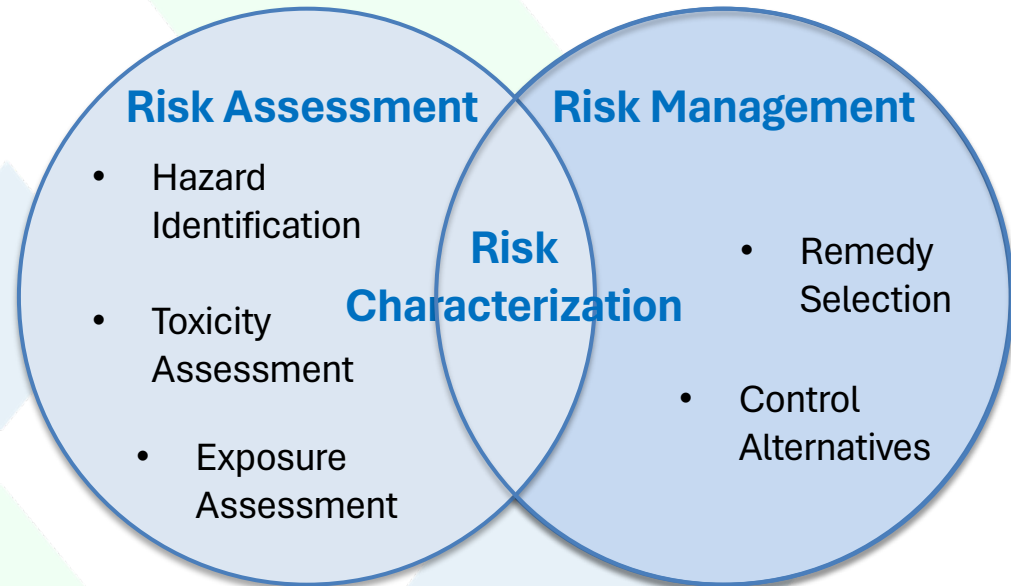 Risk Assessment
• Hazard
Identification
• Toxicity
Assessment
• Exposure
Assessment
Risk
Characterization
Risk Management
• Remedy
Selection
• Control
Alternatives